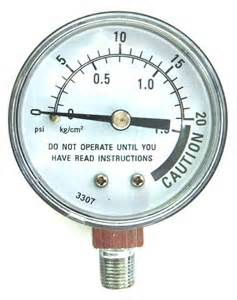 10
5
15
0.5
1.0
0
0
1.5
20
psi
kg/cm²
DO NOT OPERATE UNTIL YOU
HAVE READ INSTRUCTIONS
CAUTION
3307